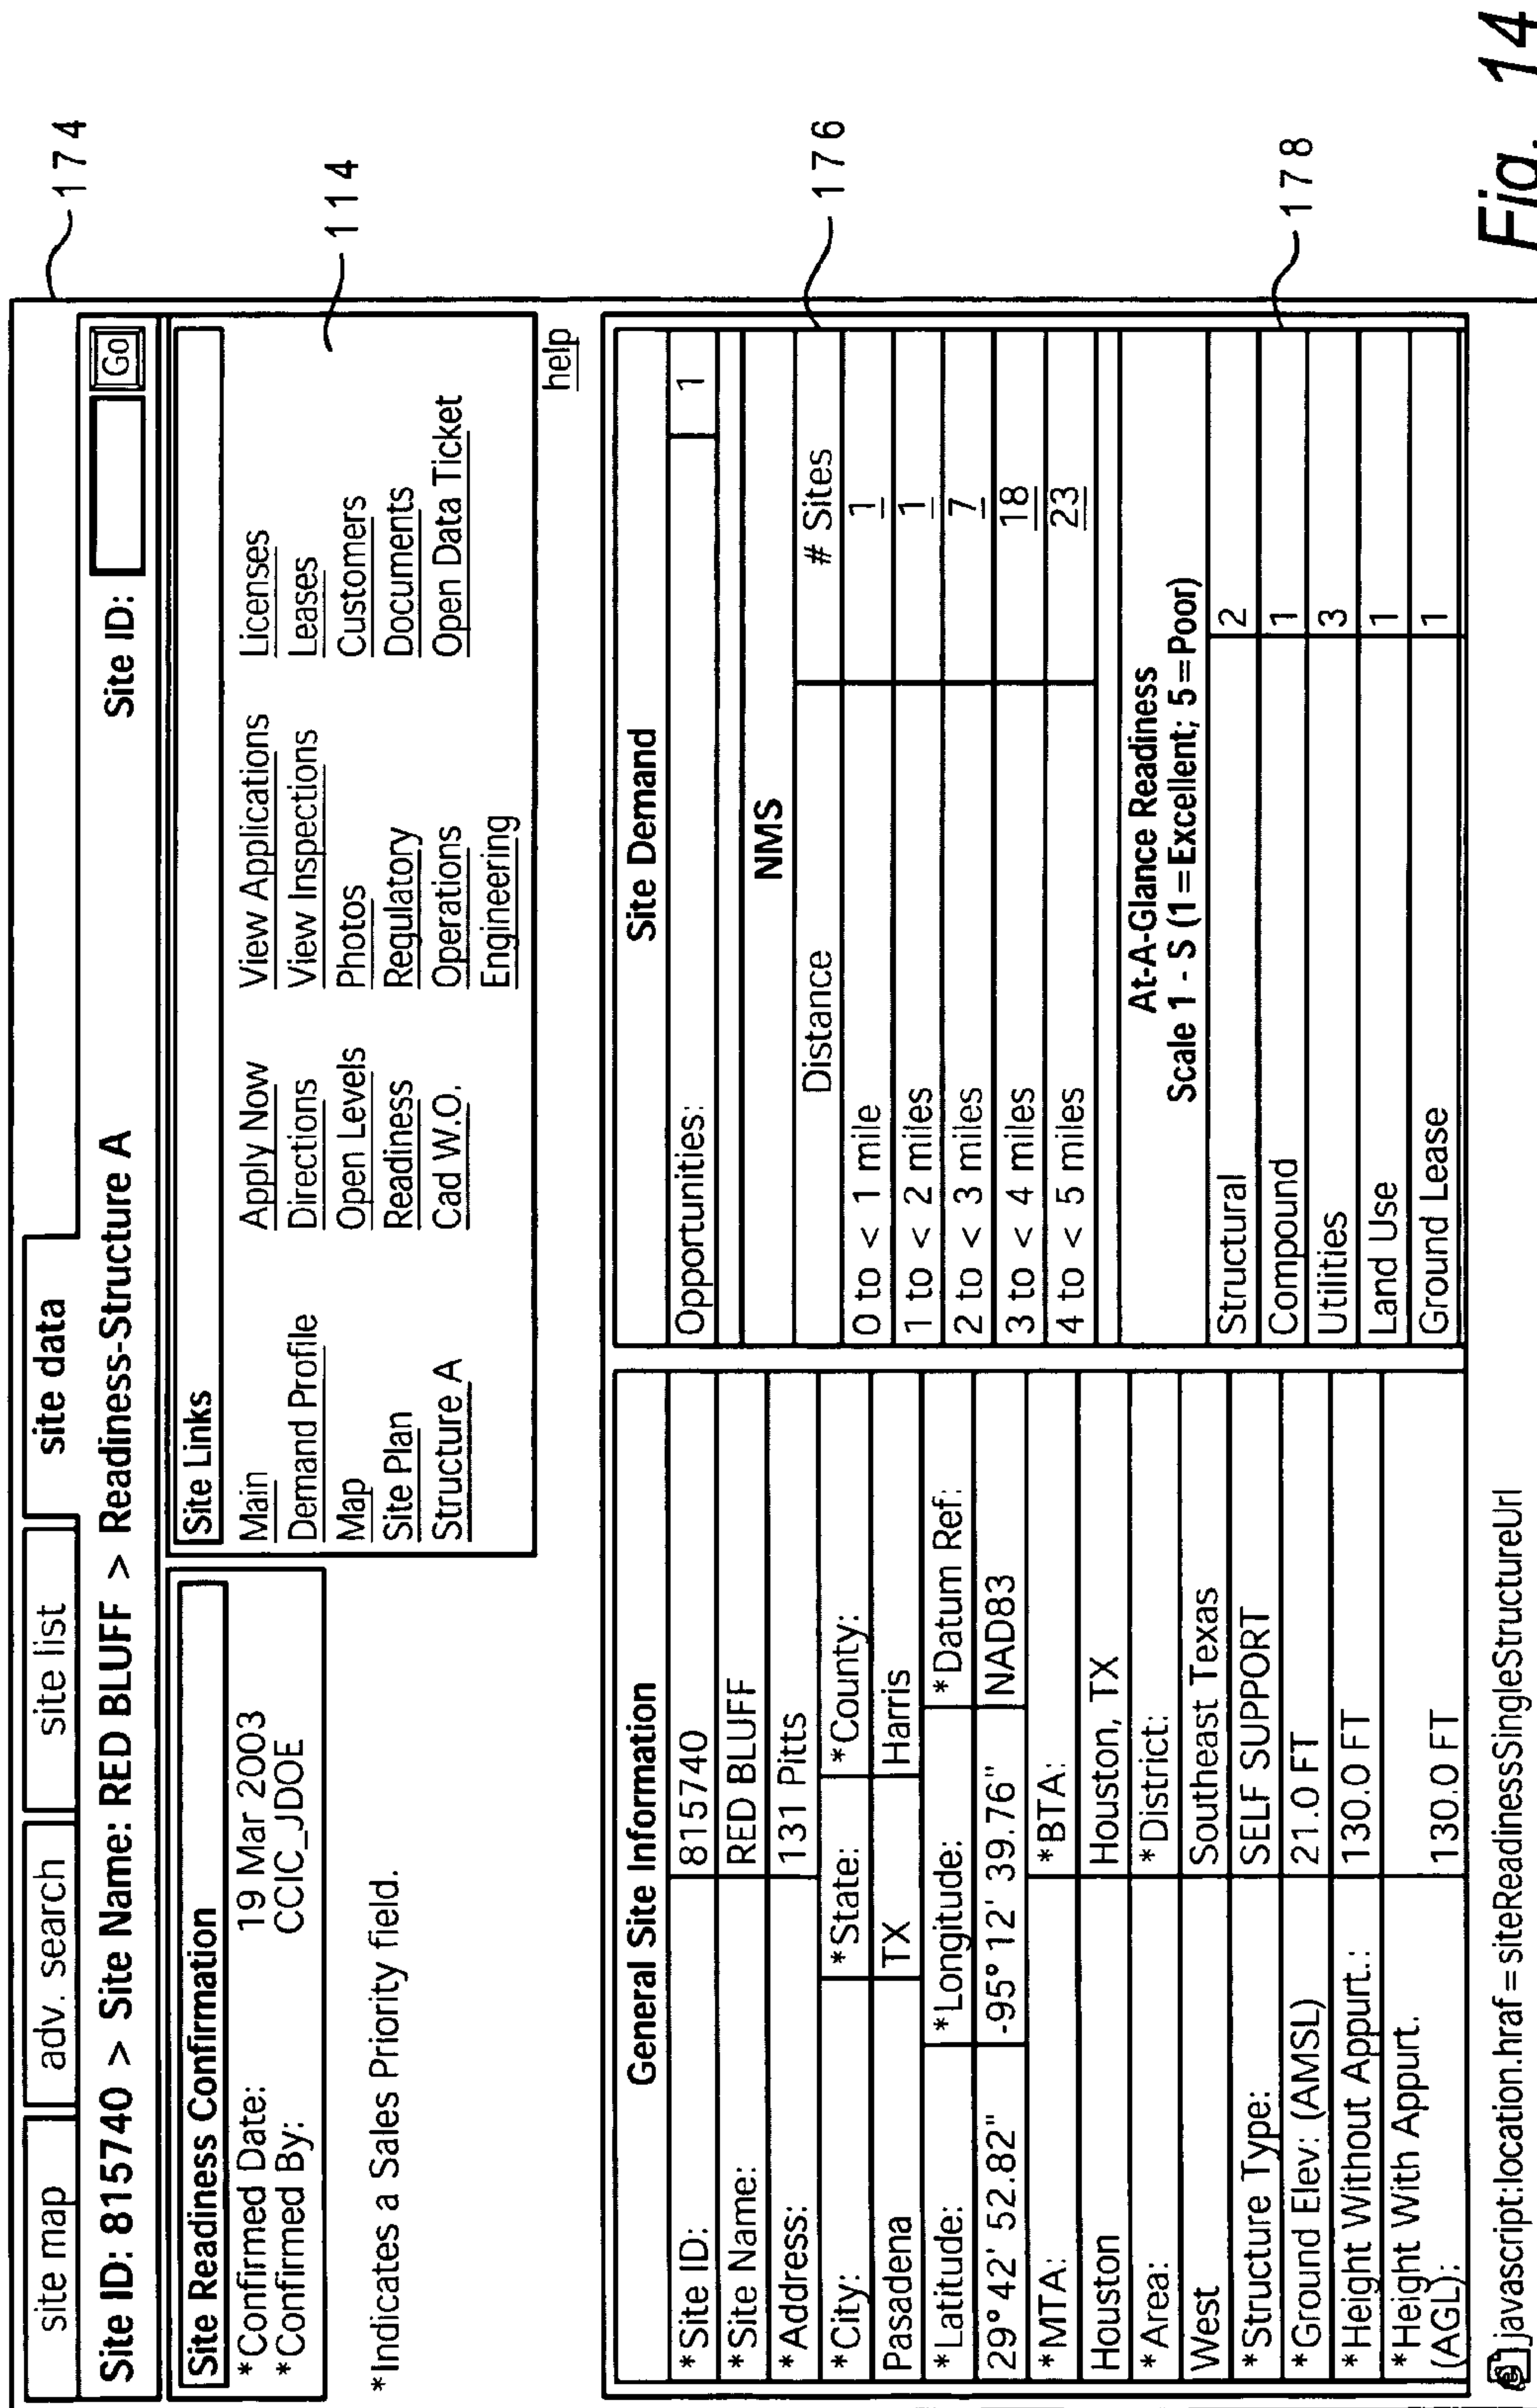 site map adv. search site list site data
Site ID: 815740 > Site Name: RED BLUFF > Readiness-Structure A Site ID: Go
Site Readiness Confirmation
*Confirmed Date: 19 Mar 2003
*Confirmed By: CCIC_JDOE
*Indicates a Sales Priority field.
Site Links
Main Apply Now View Applications Licenses
Demand Profile Directions View Inspections Leases
Map Open Levels Photos Customers
Site Plan Readiness Regulatory Documents
Structure A Cad W.O. Operations Open Data Ticket
Engineering
help
General Site Information
*Site ID: 815740
*Site Name: RED BLUFF
*Address: 131 Pitts
*City: *State: *County:
Pasadena TX Harris
*Latitude: *Longitude: *Datum Ref:
29° 42' 52.82" -95° 12' 39.76" NAD83
*MTA: *BTA:
Houston Houston, TX
*Area: *District:
West Southeast Texas
*Structure Type: SELF SUPPORT
*Ground Elev: (AMSL) 21.0 FT
*Height Without Appurt.: 130.0 FT
*Height With Appurt.
(AGL): 130.0 FT
Site Demand
Opportunities: 1
NMS
Distance # Sites
0 to < 1 mile 1
1 to < 2 miles 1
2 to < 3 miles 7
3 to < 4 miles 18
4 to < 5 miles 23
At-A-Glance Readiness
Scale 1 - S (1=Excellent; 5=Poor)
Structural 2
Compound 1
Utilities 3
Land Use 1
Ground Lease 1
javascript:location.hraf=siteReadinessSingleStructureUrl
174
114
176
178
Fig. 14